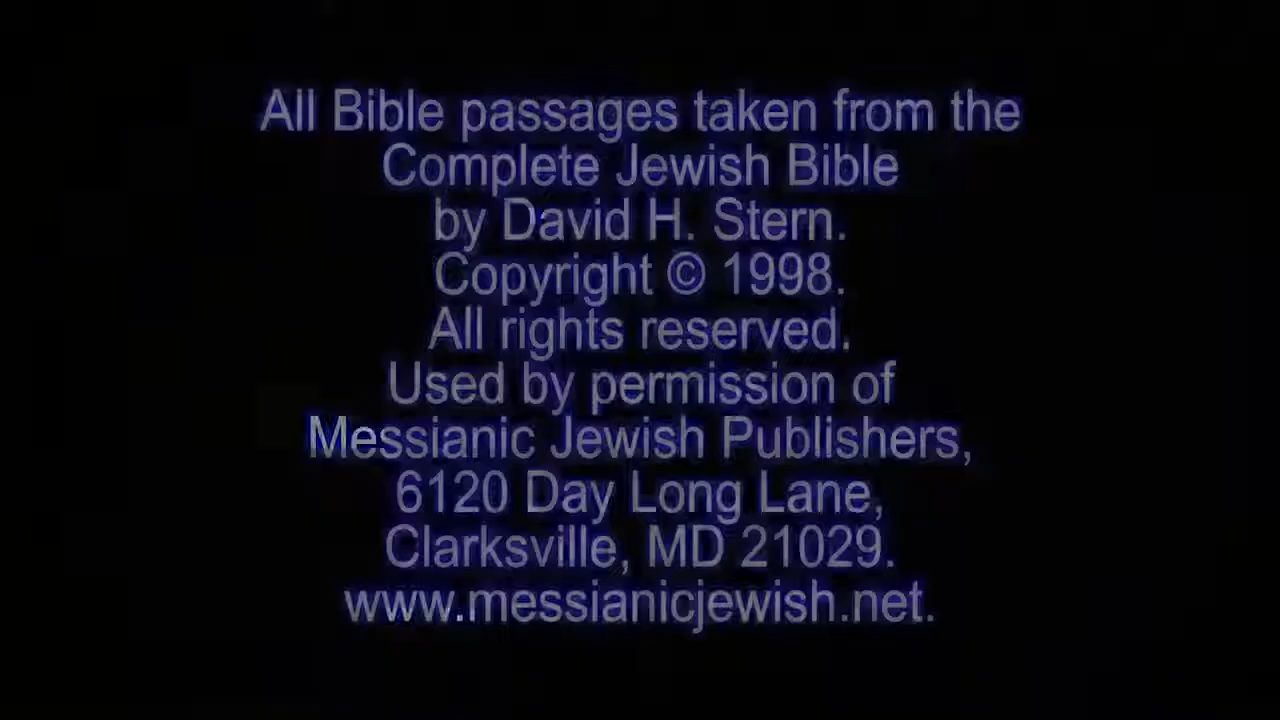 All Bible passages taken from the
Complete Jewish Bible
by David H. Stern.
Copyright © 1998.
All rights reserved.
Used by permission of
Messianic Jewish Publishers,
6120 Day Long Lane,
Clarksville, MD 21029.
www.messianicjewish.net.